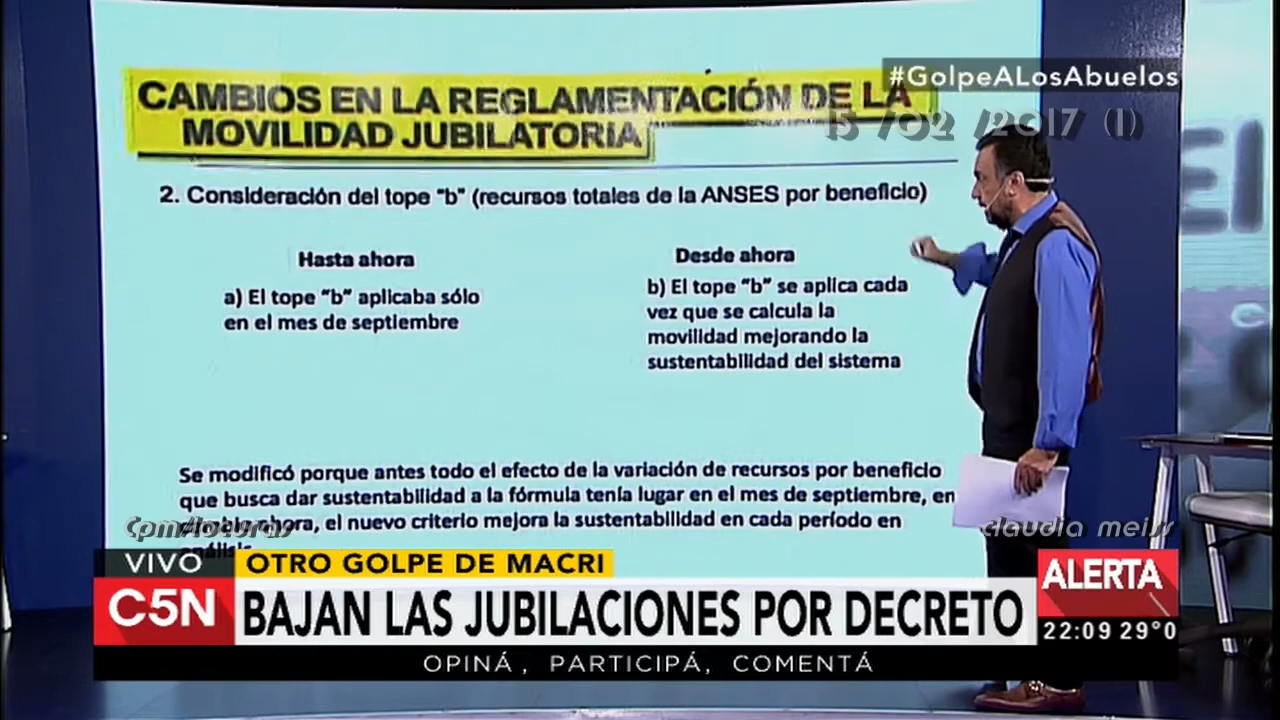 #GolpeALosAbuelos
CAMBIOS EN LA REGLAMENTACIÓN DE LA
MOVILIDAD JUBILATORIA
15 /02 /2017 (1)
2. Consideración del tope "b" (recursos totales de la ANSES por beneficio)
Hasta ahora
a) El tope "b" aplicaba sólo
en el mes de septiembre
Desde ahora
b) El tope "b" se aplica cada
vez que se calcula la
movilidad mejorando la
sustentabilidad del sistema
Se modificó porque antes todo el efecto de la variación de recursos por beneficio
que busca dar sustentabilidad a la fórmula tenía lugar en el mes de septiembre, en
ahora, el nuevo criterio mejora la sustentabilidad en cada período en
análisis
claudia meiss
VIVO
OTRO GOLPE DE MACRI
C5N
BAJAN LAS JUBILACIONES POR DECRETO
ALERTA
22:09 29°0
OPINÁ, PARTICIPÁ, COMENTÁ